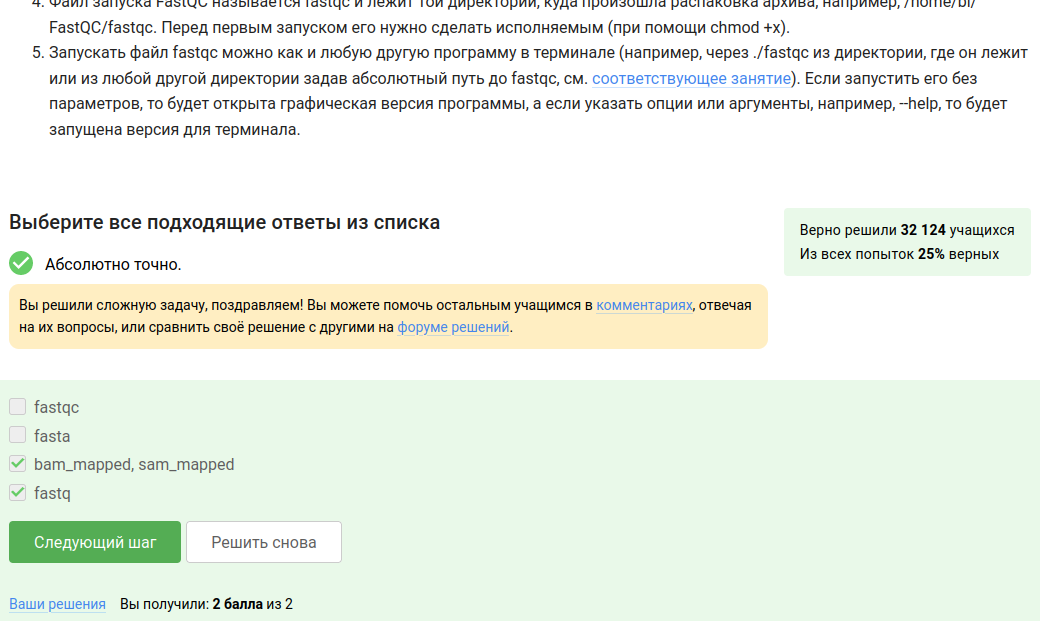 4. Файл запуска FastQC называется fastqc и лежит той директории, куда произошла распаковка архива, например, /home/bi/
FastQC/fastqc. Перед первым запуском его нужно сделать исполняемым (при помощи chmod +x).
5. Запускать файл fastqc можно как и любую другую программу в терминале (например, через ./fastqc из директории, где он лежит
или из любой другой директории задав абсолютный путь до fastqc, см. соответствующее занятие). Если запустить его без
параметров, то будет открыта графическая версия программы, а если указать опции или аргументы, например, --help, то будет
запущена версия для терминала.
Выберите все подходящие ответы из списка
Верно решили 32 124 учащихся
Из всех попыток 25% верных
Абсолютно точно.
Вы решили сложную задачу, поздравляем! Вы можете помочь остальным учащимся в комментариях, отвечая
на их вопросы, или сравнить своё решение с другими на форуме решений.
fastqc
fasta
bam_mapped, sam_mapped
fastq
Следующий шаг
Решить снова
Ваши решения Вы получили: 2 балла из 2